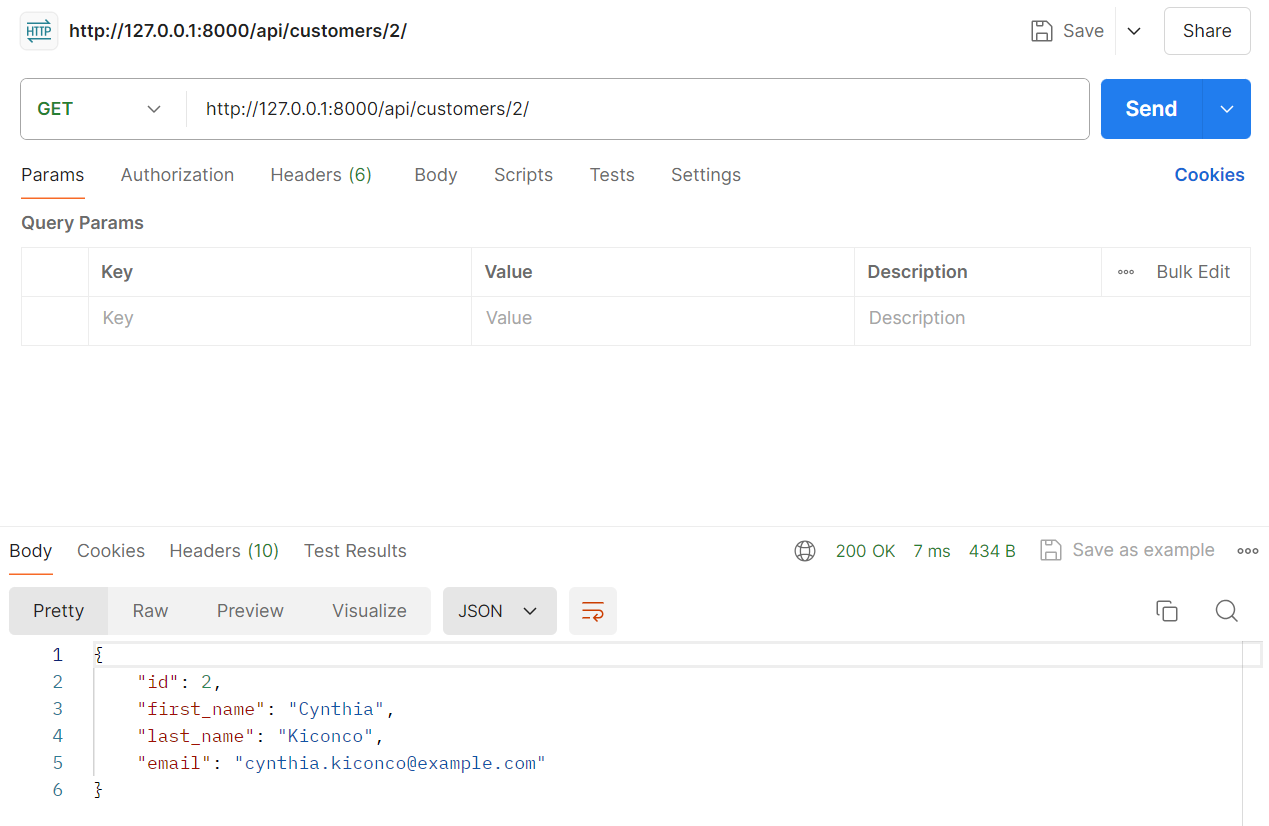 HTTP http://127.0.0.1:8000/api/customers/2/ Save Share
GET http://127.0.0.1:8000/api/customers/2/ Send
Params Authorization Headers (6) Body Scripts Tests Settings Cookies
Query Params
Key Value Description Bulk Edit
Key Value Description
Body Cookies Headers (10) Test Results 200 OK 7 ms 434 B Save as example
Pretty Raw Preview Visualize JSON
1 {
2 "id": 2,
3 "first_name": "Cynthia",
4 "last_name": "Kiconco",
5 "email": "cynthia.kiconco@example.com"
6 }